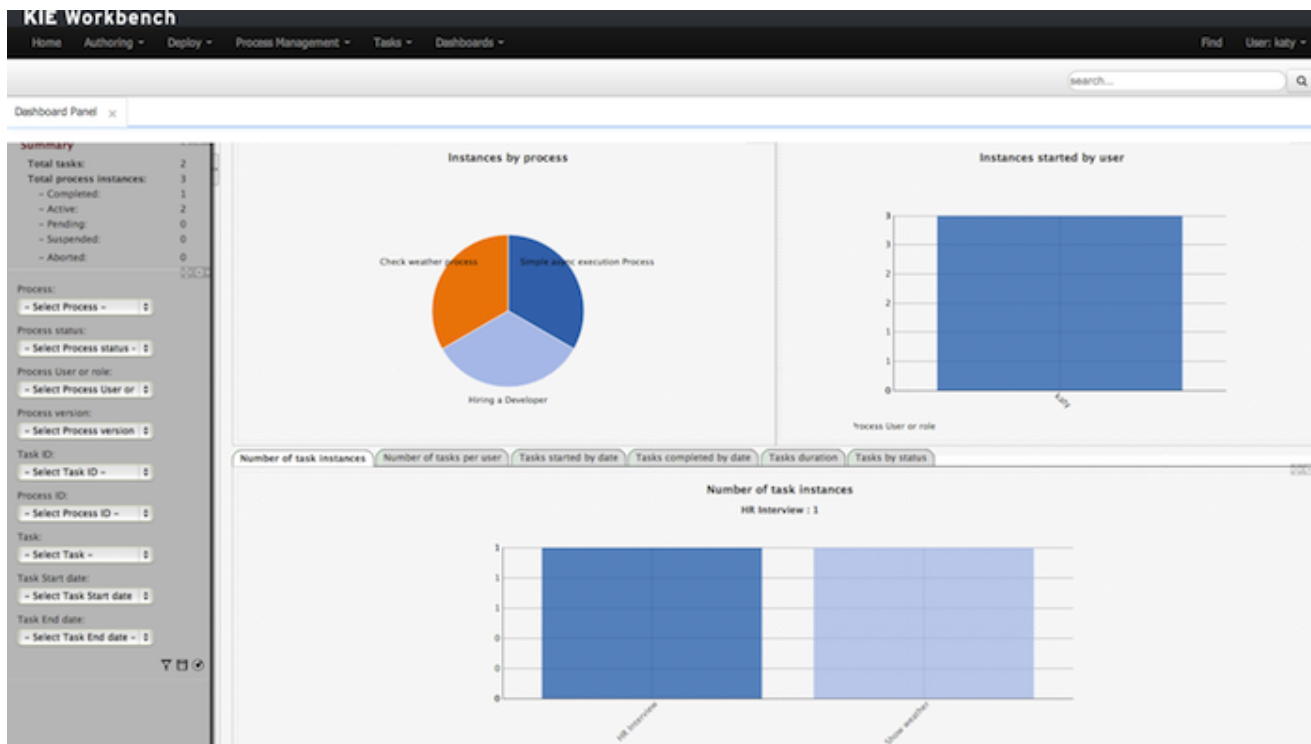 KIE Workbench
Home Authoring Deploy Process Management Tasks Dashboards Find User: katy
search...
Dashboard Panel x
Summary
Total tasks: 2
Total process instances: 3
- Completed: 1
- Active: 2
- Pending: 0
- Suspended: 0
- Aborted: 0
Process:
- Select Process -
Process status:
- Select Process status -
Process User or role:
- Select Process User or
Process version:
- Select Process version
Task ID:
- Select Task ID -
Process ID:
- Select Process ID -
Task:
- Select Task -
Task Start date:
- Select Task Start date
Task End date:
- Select Task End date -
Instances by process
Check weather process
Simple async execution Process
Hiring a Developer
Instances started by user
3
3
2
2
1
1
0
katy
Process User or role
Number of task instances
Number of tasks per user
Tasks started by date
Tasks completed by date
Tasks duration
Tasks by status
Number of task instances
HR Interview : 1
1
1
1
0
0
0
HR Interview
Show weather